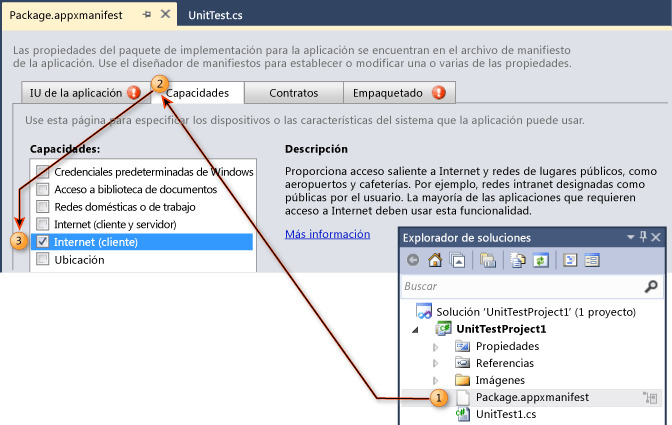 Package.appxmanifest
UnitTest.cs
Las propiedades del paquete de implementación para la aplicación se encuentran en el archivo de manifiesto
de la aplicación. Use el diseñador de manifiestos para establecer o modificar una o varias de las propiedades.
IU de la aplicación
Capacidades
Contratos
Empaquetado
2
Use esta página para especificar los dispositivos o las características del sistema que la aplicación puede usar.
Capacidades:
Credenciales predeterminadas de Windows
Acceso a biblioteca de documentos
Redes domésticas o de trabajo
Internet (cliente y servidor)
3
Internet (cliente)
Ubicación
Descripción
Proporciona acceso saliente a Internet y redes de lugares públicos, como
aeropuertos y cafeterías. Por ejemplo, redes intranet designadas como
públicas por el usuario. La mayoría de las aplicaciones que requieren
acceso a Internet deben usar esta funcionalidad.
Más información
Explorador de soluciones
Buscar
Solución 'UnitTestProject1' (1 proyecto)
UnitTestProject1
Propiedades
Referencias
Imágenes
1
Package.appxmanifest
UnitTest1.cs